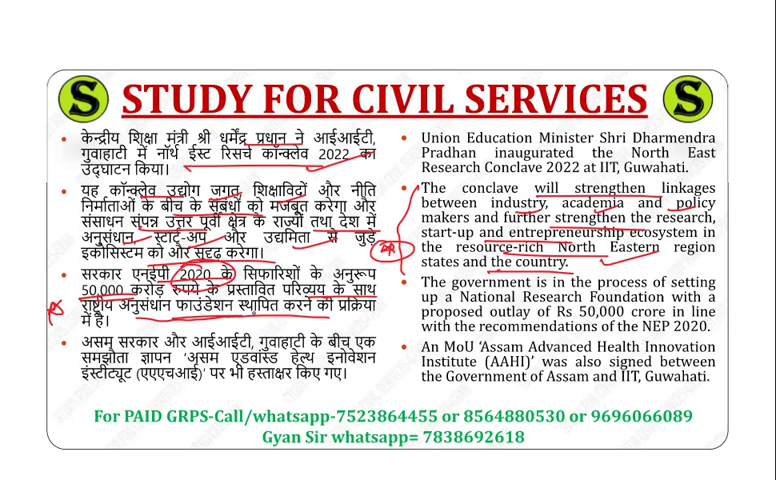 S STUDY FOR CIVIL SERVICES S
• केन्द्रीय शिक्षा मंत्री श्री धर्मेंद्र प्रधान ने आईआईटी,
गुवाहाटी में नॉर्थ ईस्ट रिसर्च कॉन्क्लेव 2022 का
उद्घाटन किया।
• यह कॉन्क्लेव उद्योग जगत, शिक्षाविदों और नीति
निर्माताओं के बीच के संबंधों को मजबूत करेगा और
संसाधन संपन्न उत्तर पूर्वी क्षेत्र के राज्यों तथा देश में
अनुसंधान, स्टार्ट-अप और उद्यमिता से जुड़े
इकोसिस्टम को और सुदृढ़ करेगा।
• सरकार एनईपी 2020 के सिफारिशों के अनुरूप
50,000 करोड़ रुपये के प्रस्तावित परिव्यय के साथ
राष्ट्रीय अनुसंधान फाउंडेशन स्थापित करने की प्रक्रिया
में है।
• असम सरकार और आईआईटी, गुवाहाटी के बीच एक
समझौता ज्ञापन 'असम एडवांस्ड हेल्थ इनोवेशन
इंस्टीट्यूट (एएएचआई)' पर भी हस्ताक्षर किए गए।
• Union Education Minister Shri Dharmendra
Pradhan inaugurated the North East
Research Conclave 2022 at IIT, Guwahati.
• The conclave will strengthen linkages
between industry, academia and policy
makers and further strengthen the research,
start-up and entrepreneurship ecosystem in
the resource-rich North Eastern region
states and the country.
• The government is in the process of setting
up a National Research Foundation with a
proposed outlay of Rs 50,000 crore in line
with the recommendations of the NEP 2020.
• An MoU 'Assam Advanced Health Innovation
Institute (AAHI)' was also signed between
the Government of Assam and IIT, Guwahati.
For PAID GRPS-Call/whatsapp-7523864455 or 8564880530 or 9696066089
Gyan Sir whatsapp= 7838692618